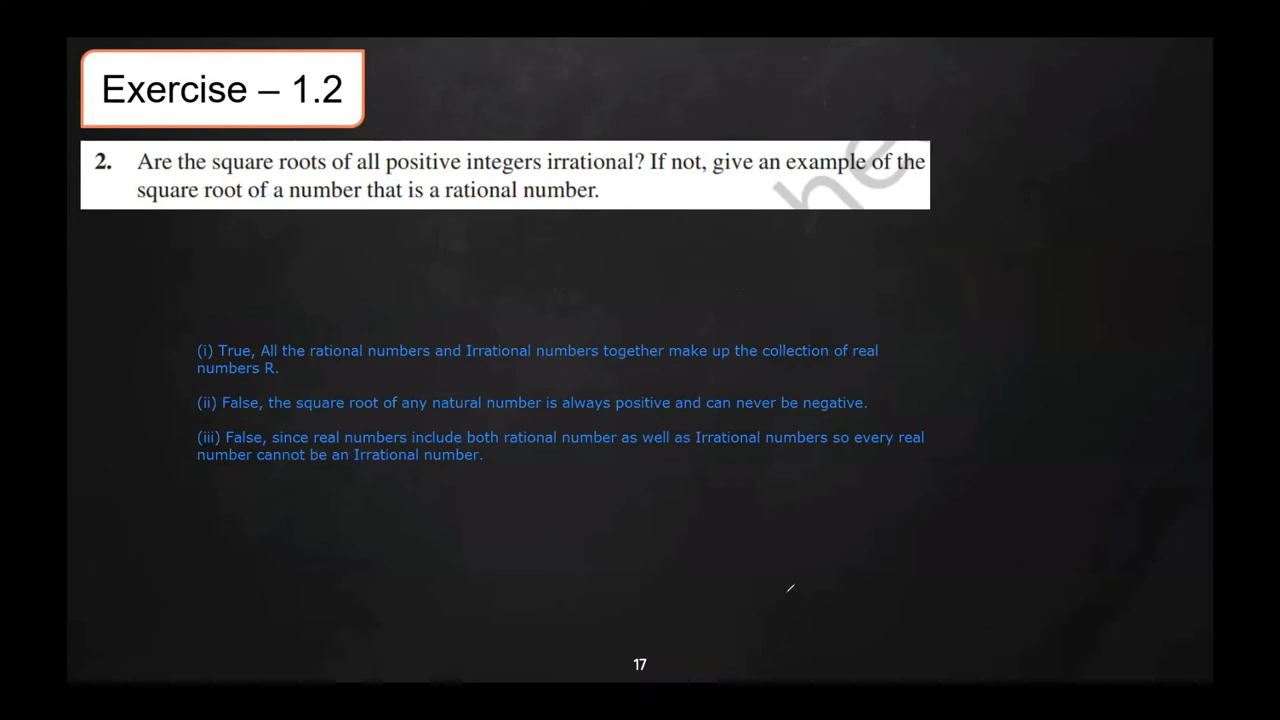 Exercise – 1.2
2. Are the square roots of all positive integers irrational? If not, give an example of the
square root of a number that is a rational number.
he
(i) True, All the rational numbers and Irrational numbers together make up the collection of real
numbers R.
(ii) False, the square root of any natural number is always positive and can never be negative.
(iii) False, since real numbers include both rational number as well as Irrational numbers so every real
number cannot be an Irrational number.
17